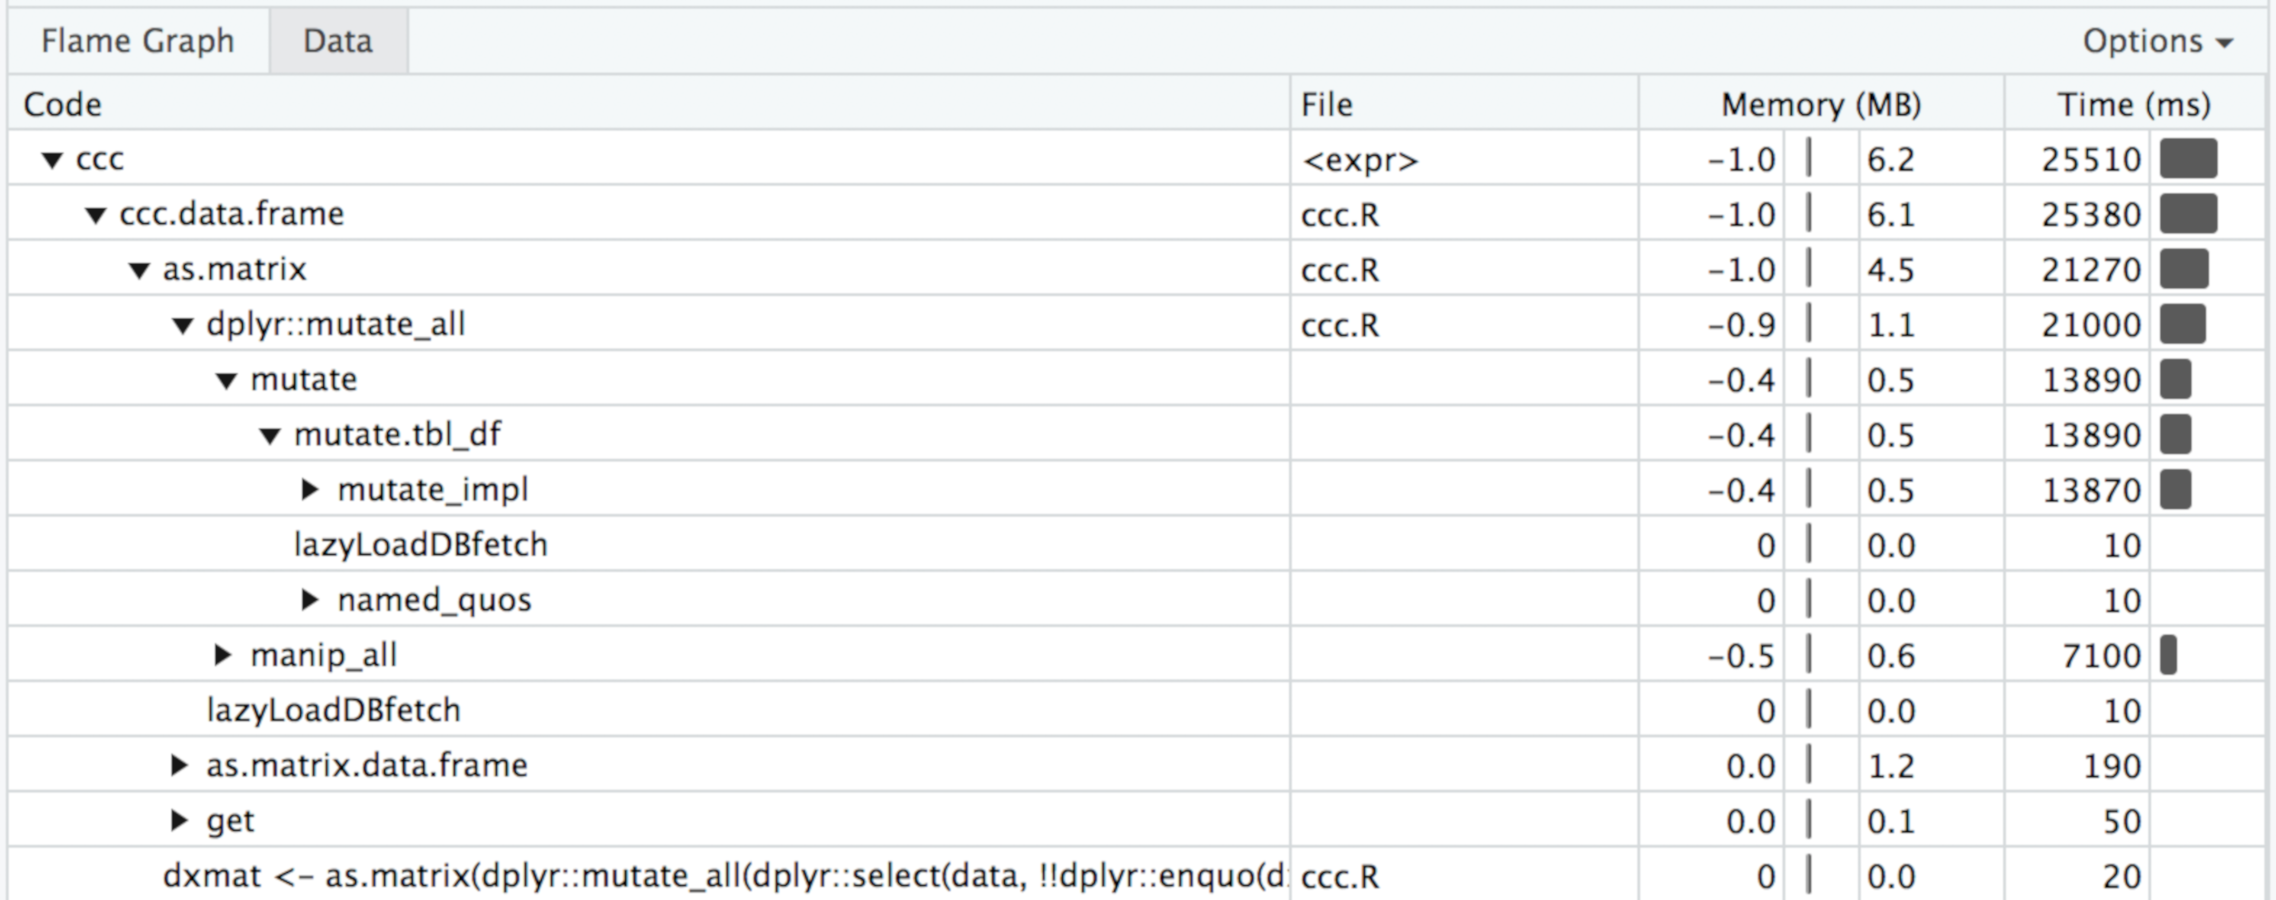 Flame Graph Data Options
Code File Memory (MB) Time (ms)
ccc <expr> −1.0 6.2 25510
ccc.data.frame ccc.R −1.0 6.1 25380
as.matrix ccc.R −1.0 4.5 21270
dplyr::mutate_all ccc.R −0.9 1.1 21000
mutate −0.4 0.5 13890
mutate.tbl_df −0.4 0.5 13890
mutate_impl −0.4 0.5 13870
lazyLoadDBfetch 0 0.0 10
named_quos 0 0.0 10
manip_all −0.5 0.6 7100
lazyLoadDBfetch 0 0.0 10
as.matrix.data.frame 0.0 1.2 190
get 0.0 0.1 50
dxmat <- as.matrix(dplyr::mutate_all(dplyr::select(data, !!dplyr::enquo(d ccc.R 0 0.0 20